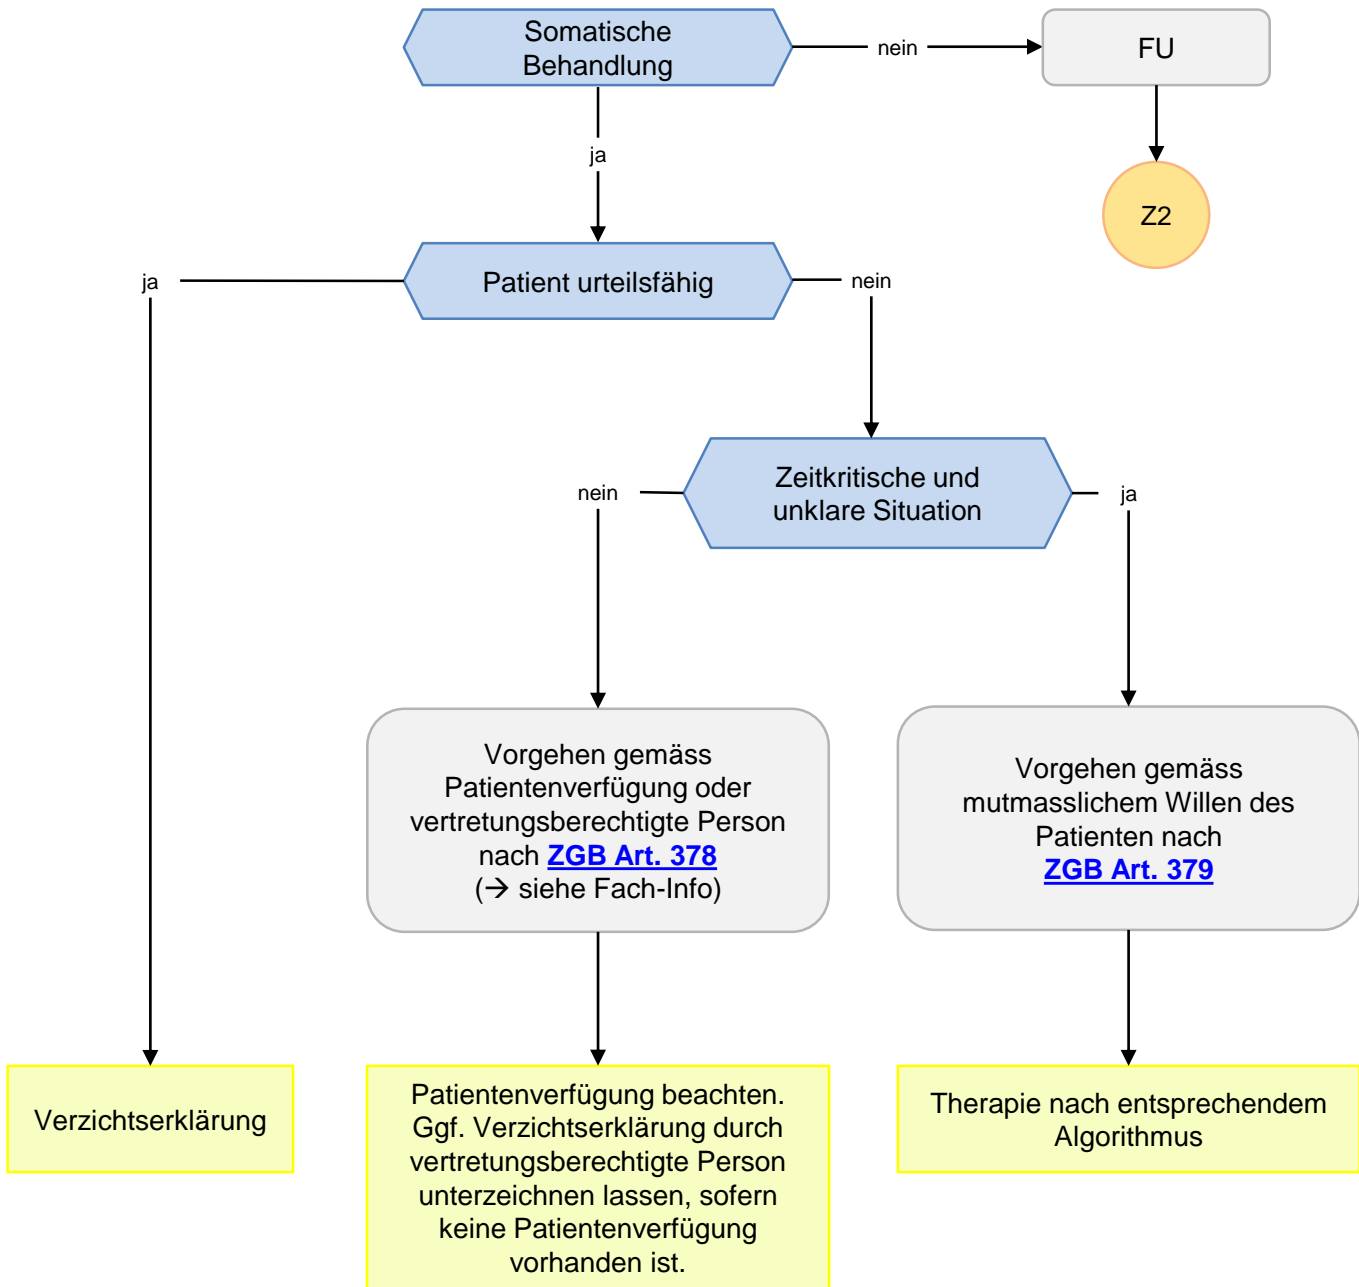 Somatische
Behandlung
nein
FU
ja
Z2
ja
Patient urteilsfähig
nein
nein
Zeitkritische und
unklare Situation
ja
Vorgehen gemäss
Patientenverfügung oder
vertretungsberechtigte Person
nach ZGB Art. 378
(→ siehe Fach-Info)
Vorgehen gemäss
mutmasslichem Willen des
Patienten nach
ZGB Art. 379
Verzichtserklärung
Patientenverfügung beachten.
Ggf. Verzichtserklärung durch
vertretungsberechtigte Person
unterzeichnen lassen, sofern
keine Patientenverfügung
vorhanden ist.
Therapie nach entsprechendem
Algorithmus